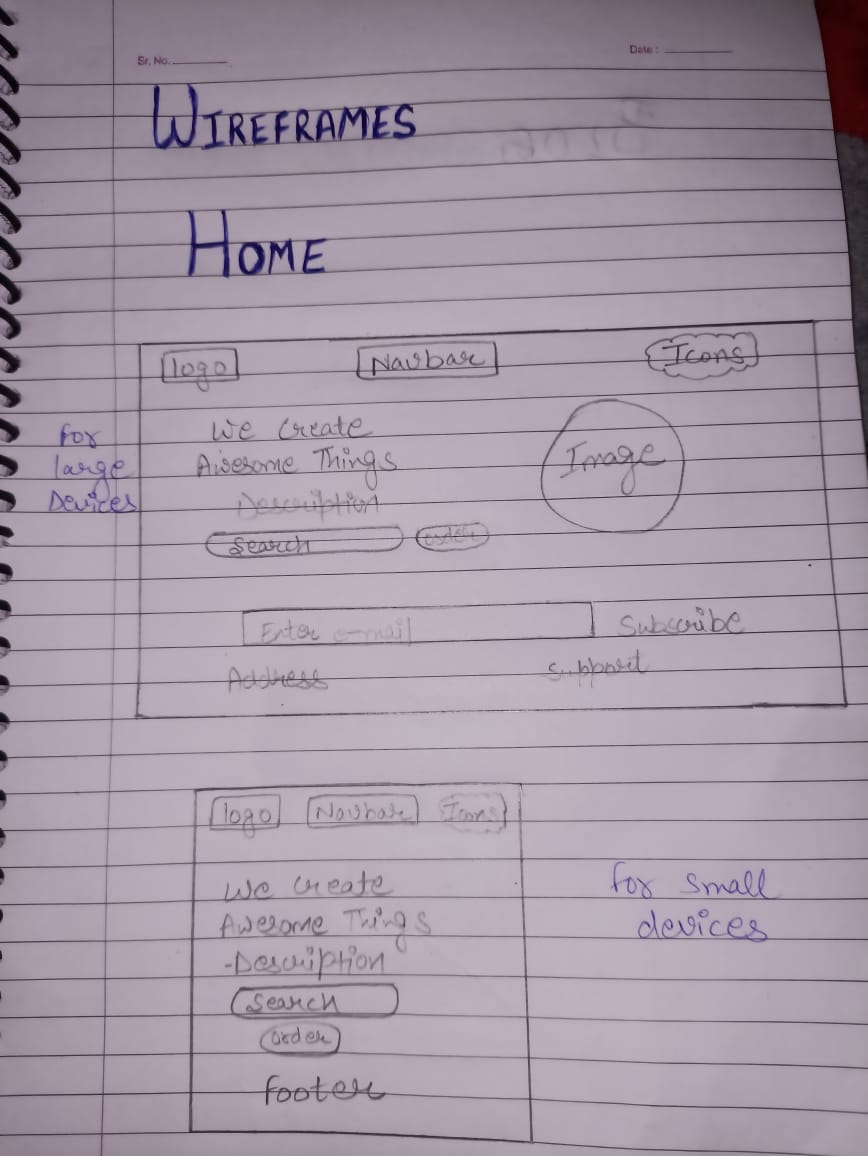 Sr. No.
Date :
WIREFRAMES
HOME
logo Navbar Icons
for
large
Devices
We Create
Awesome Things
Description
Image
Search order
Enter e-mail Subscribe
Address Support
logo Navbar Icons
We Create
Awesome Things
-Description
Search
order
footer
for small
devices